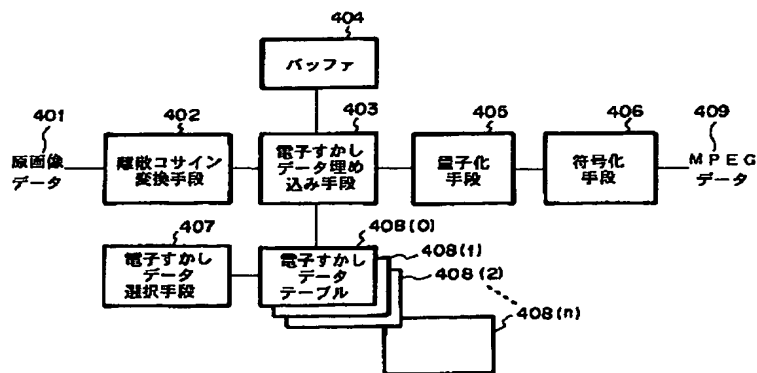 404
バッファ
401
402
403
405
406
409
原画像
データ
離散コサイン
変換手段
電子すかし
データ埋め
込み手段
量子化
手段
符号化
手段
MPEG
データ
407
408(0)
電子すかし
データ
選択手段
電子すかし
データ
テーブル
408(1)
408(2)
408(n)